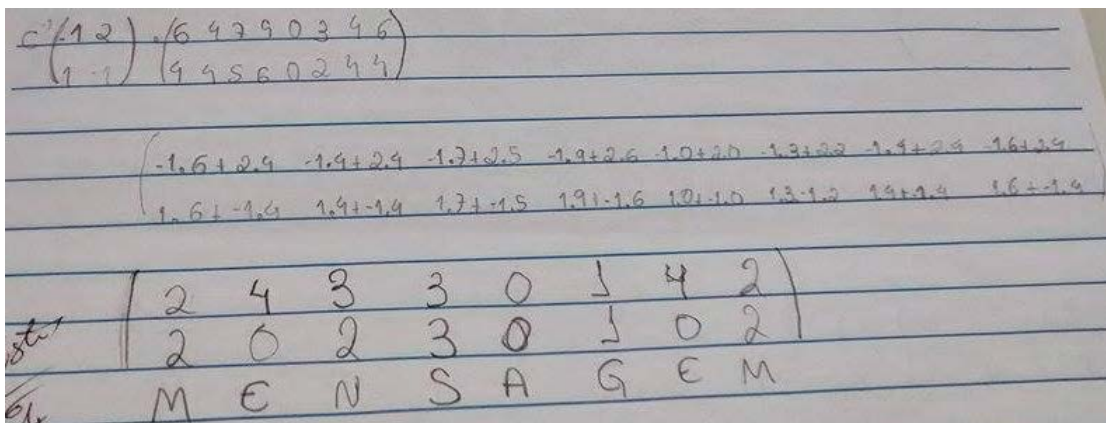 C⁻¹ (-1 2) . (6 4 7 9 0 3 4 6)
(1 -1) (4 4 5 6 0 2 4 4)
-1.6+2.4 -1.4+2.4 -1.7+2.5 -1.9+2.6 -1.0+2.0 -1.3+2.2 -1.4+2.4 -1.6+2.4
1.6+-1.4 1.4+-1.4 1.7+-1.5 1.9+-1.6 1.0+-1.0 1.3-1.2 1.4+-1.4 1.6+-1.4
2 4 3 3 0 1 4 2
2 0 2 3 0 1 0 2
M E N S A G E M